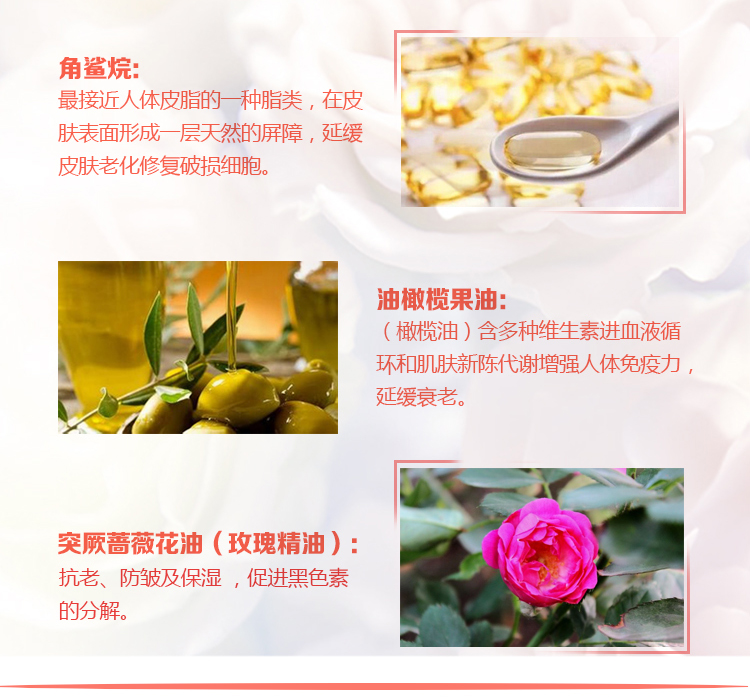 角鲨烷:
最接近人体皮脂的一种脂类，在皮
肤表面形成一层天然的屏障，延缓
皮肤老化修复破损细胞。
油橄榄果油:
（橄榄油）含多种维生素进血液循
环和肌肤新陈代谢增强人体免疫力，
延缓衰老。
突厥蔷薇花油（玫瑰精油）:
抗老、防皱及保湿 ，促进黑色素
的分解。